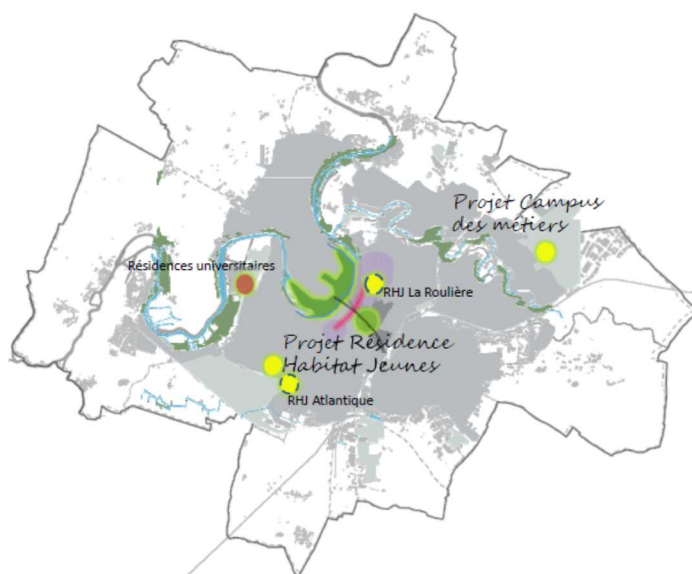 Projet Campus
des métiers
Résidences universitaires
RHJ La Roulière
Projet Résidence
Habitat Jeunes
RHJ Atlantique